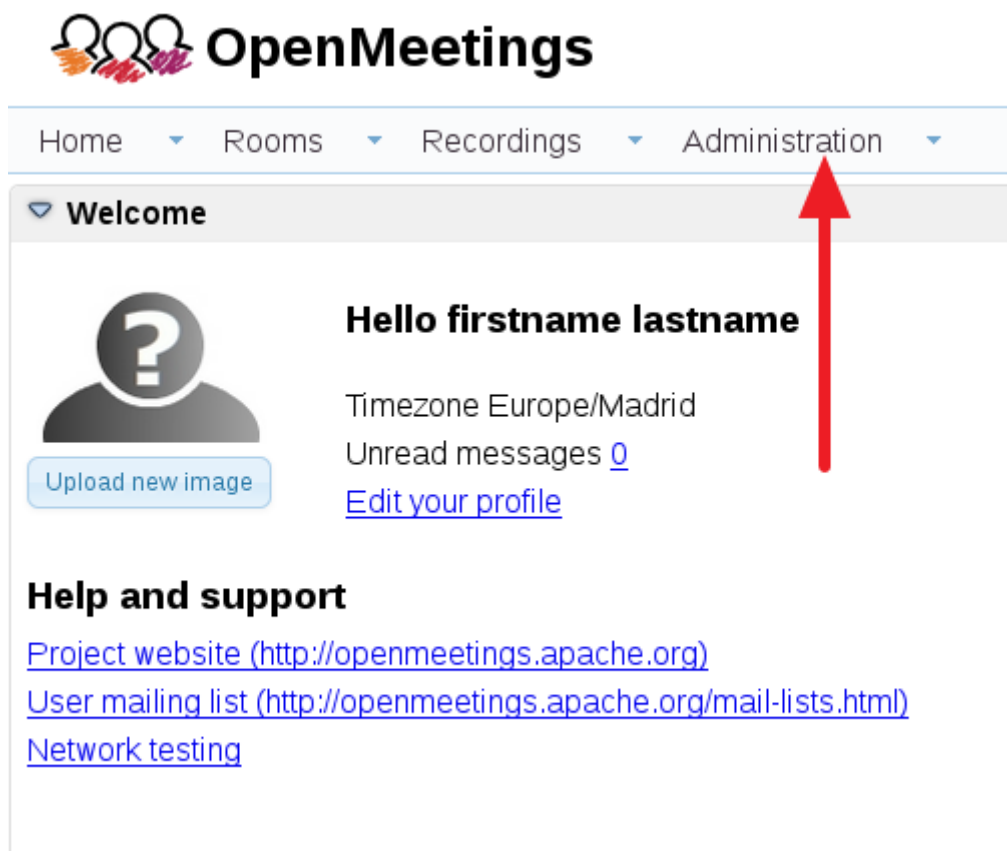 OpenMeetings
Home Rooms Recordings Administration
Welcome
Hello firstname lastname
Timezone Europe/Madrid
Unread messages 0
Upload new image
Edit your profile
Help and support
Project website (http://openmeetings.apache.org)
User mailing list (http://openmeetings.apache.org/mail-lists.html)
Network testing